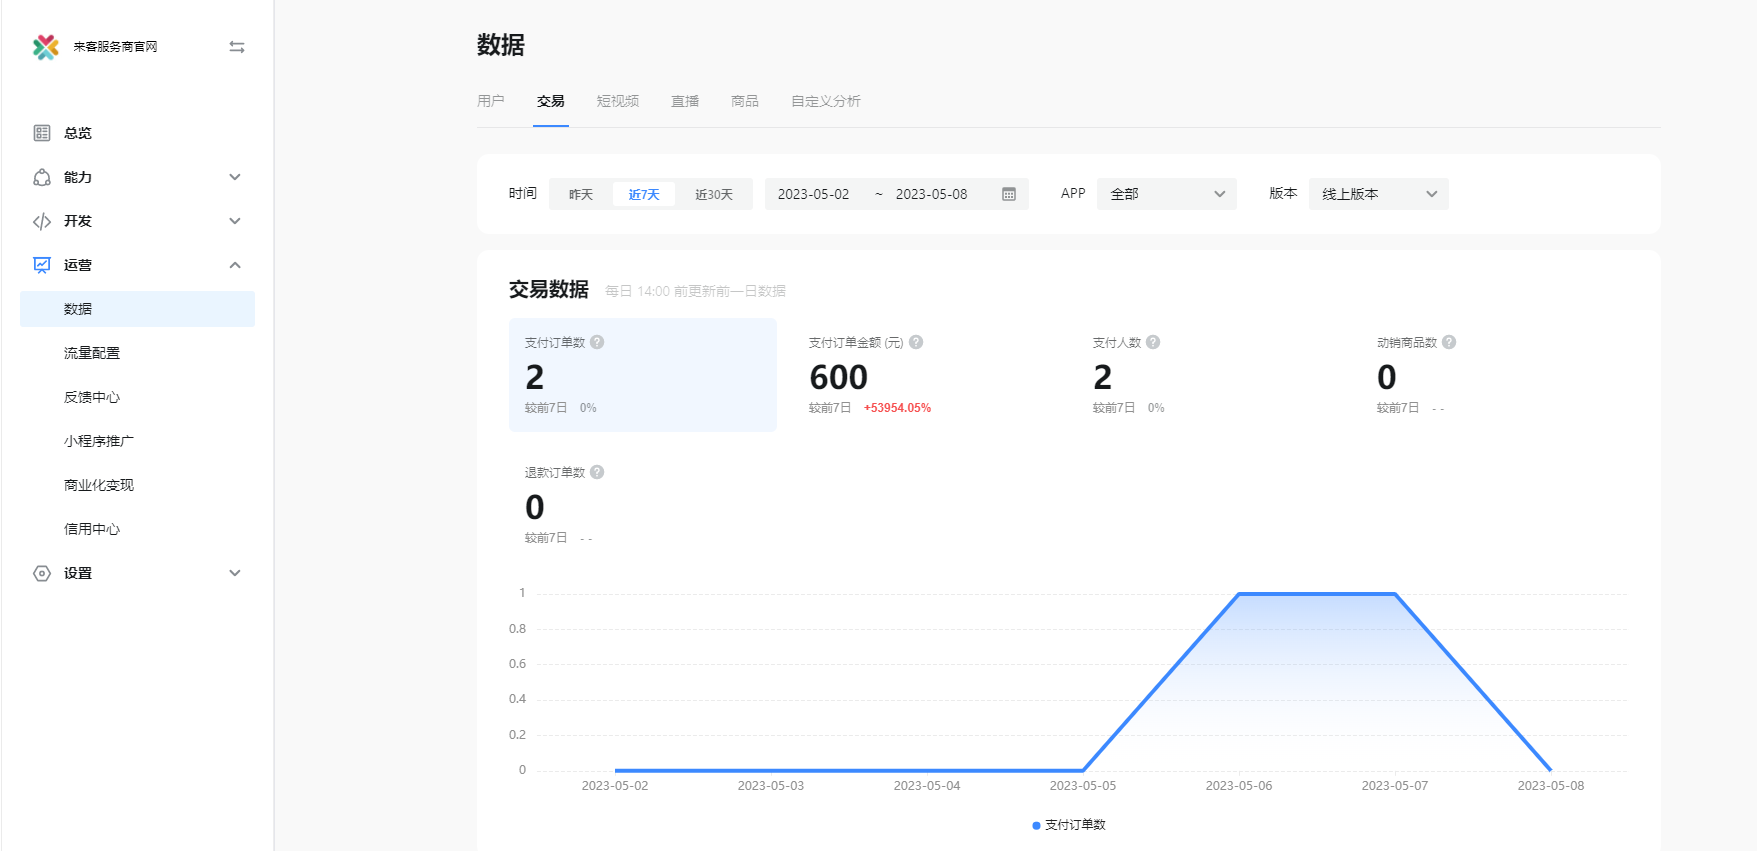 来客服务商官网
总览
能力
开发
运营
数据
流量配置
反馈中心
小程序推广
商业化变现
信用中心
设置
数据
用户 交易 短视频 直播 商品 自定义分析
时间 昨天 近7天 近30天 2023-05-02 ~ 2023-05-08 APP 全部 版本 线上版本
交易数据 每日 14:00 前更新前一日数据
支付订单数 ?
2
较前7日 0%
支付订单金额 (元) ?
600
较前7日 +53954.05%
支付人数 ?
2
较前7日 0%
动销商品数 ?
0
较前7日 - -
退款订单数 ?
0
较前7日 - -
1
0.8
0.6
0.4
0.2
0
2023-05-02 2023-05-03 2023-05-04 2023-05-05 2023-05-06 2023-05-07 2023-05-08
支付订单数